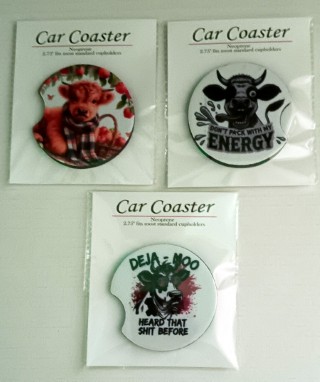 Car Coaster
Neoprene
2.75" fits most standard cupholders
Car Coaster
Neoprene
2.75" fits most standard cupholders
DON'T FUCK WITH MY
ENERGY
Car Coaster
Neoprene
2.75" fits most standard cupholders
DEJA - MOO
HEARD THAT
SHIT BEFORE